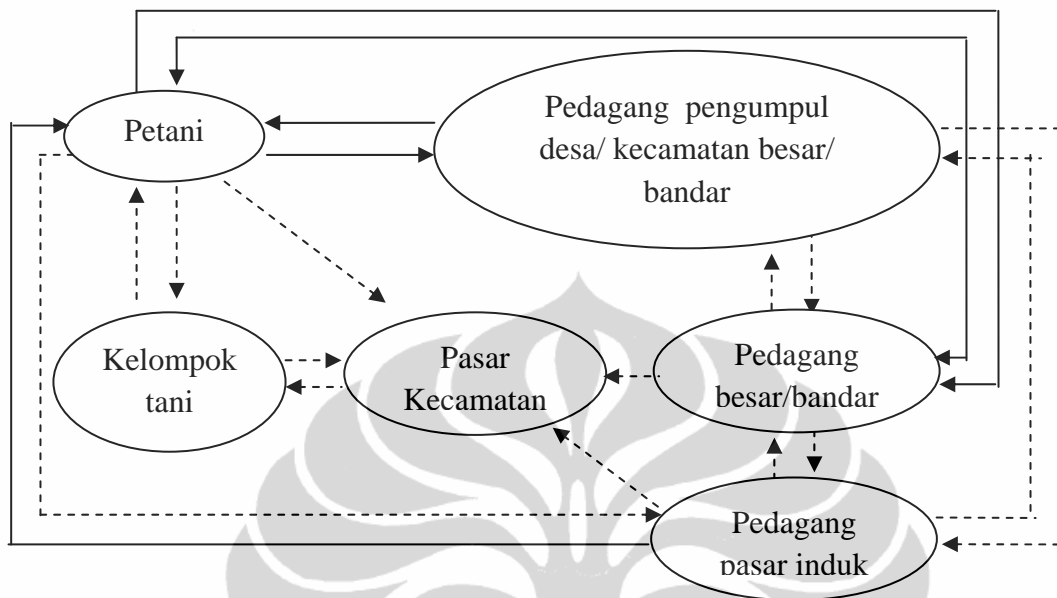 Petani
Pedagang pengumpul
desa/ kecamatan besar/
bandar
Kelompok
tani
Pasar
Kecamatan
Pedagang
besar/bandar
Pedagang
pasar induk